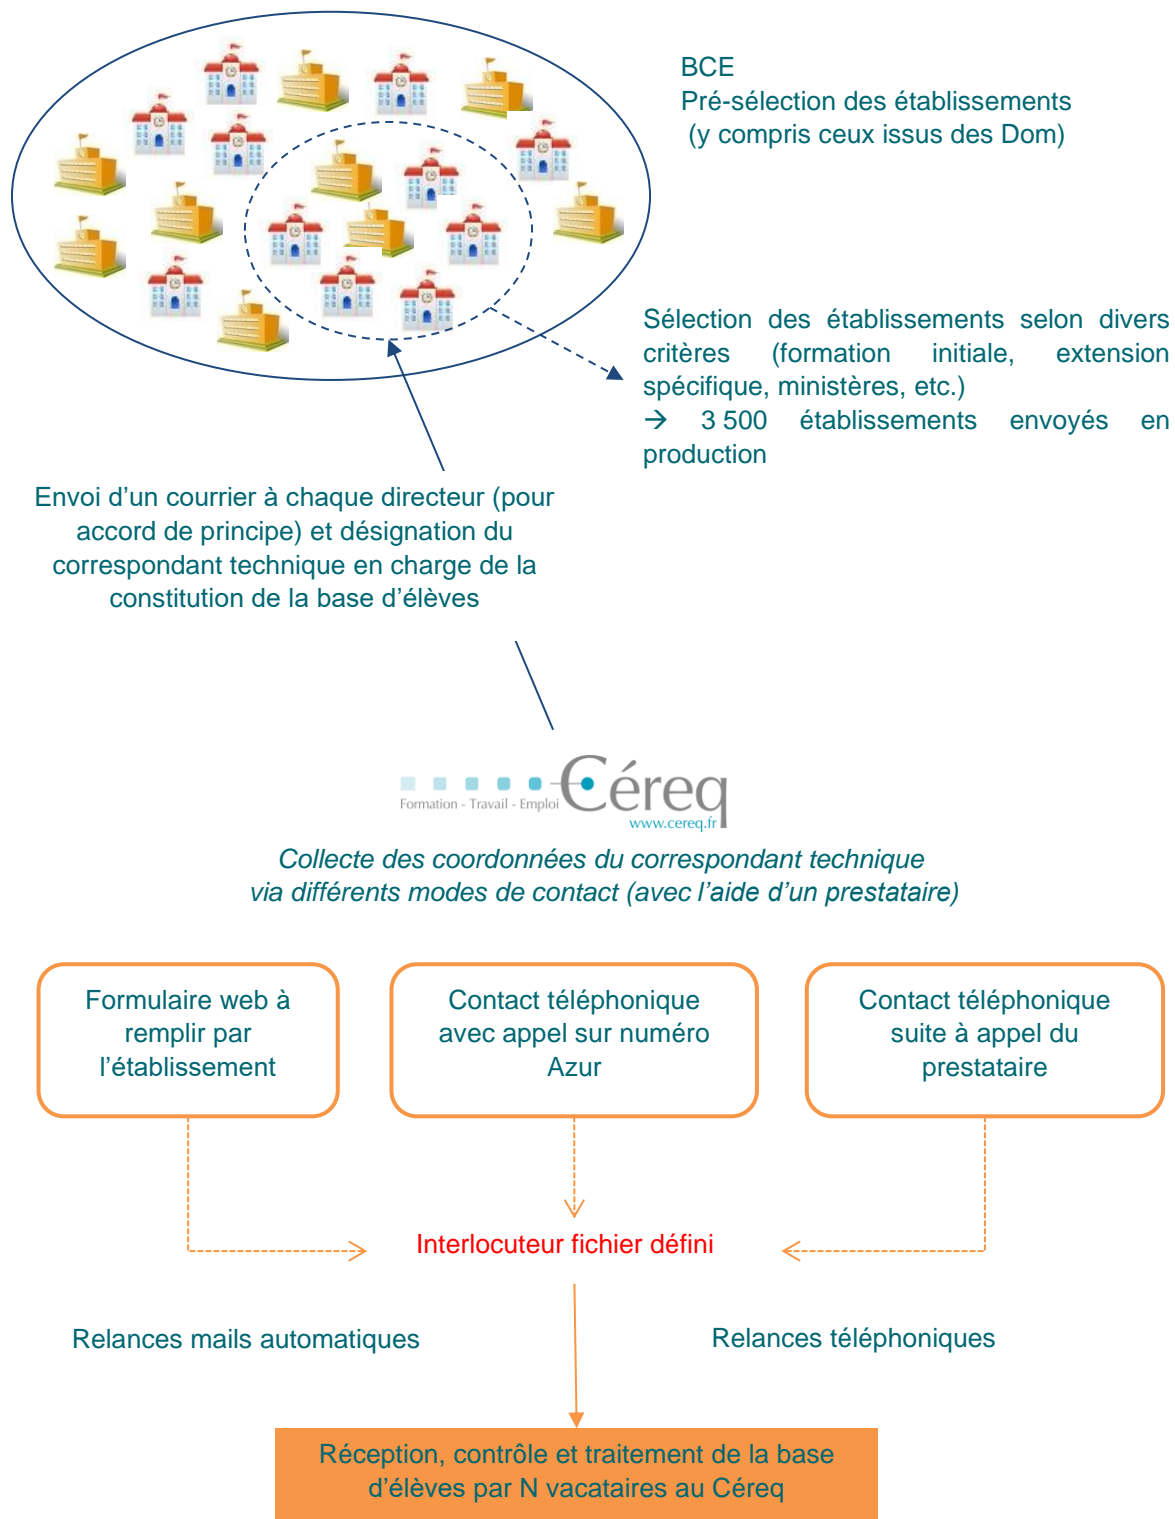 BCE
Pré-sélection des établissements
(y compris ceux issus des Dom)
Sélection des établissements selon divers
critères (formation initiale, extension
spécifique, ministères, etc.)
→ 3 500 établissements envoyés en
production
Envoi d’un courrier à chaque directeur (pour
accord de principe) et désignation du
correspondant technique en charge de la
constitution de la base d’élèves
Céreq
Formation - Travail - Emploi
www.cereq.fr
Collecte des coordonnées du correspondant technique
via différents modes de contact (avec l’aide d’un prestataire)
Formulaire web à
remplir par
l’établissement
Contact téléphonique
avec appel sur numéro
Azur
Contact téléphonique
suite à appel du
prestataire
Interlocuteur fichier défini
Relances mails automatiques
Relances téléphoniques
Réception, contrôle et traitement de la base
d’élèves par N vacataires au Céreq